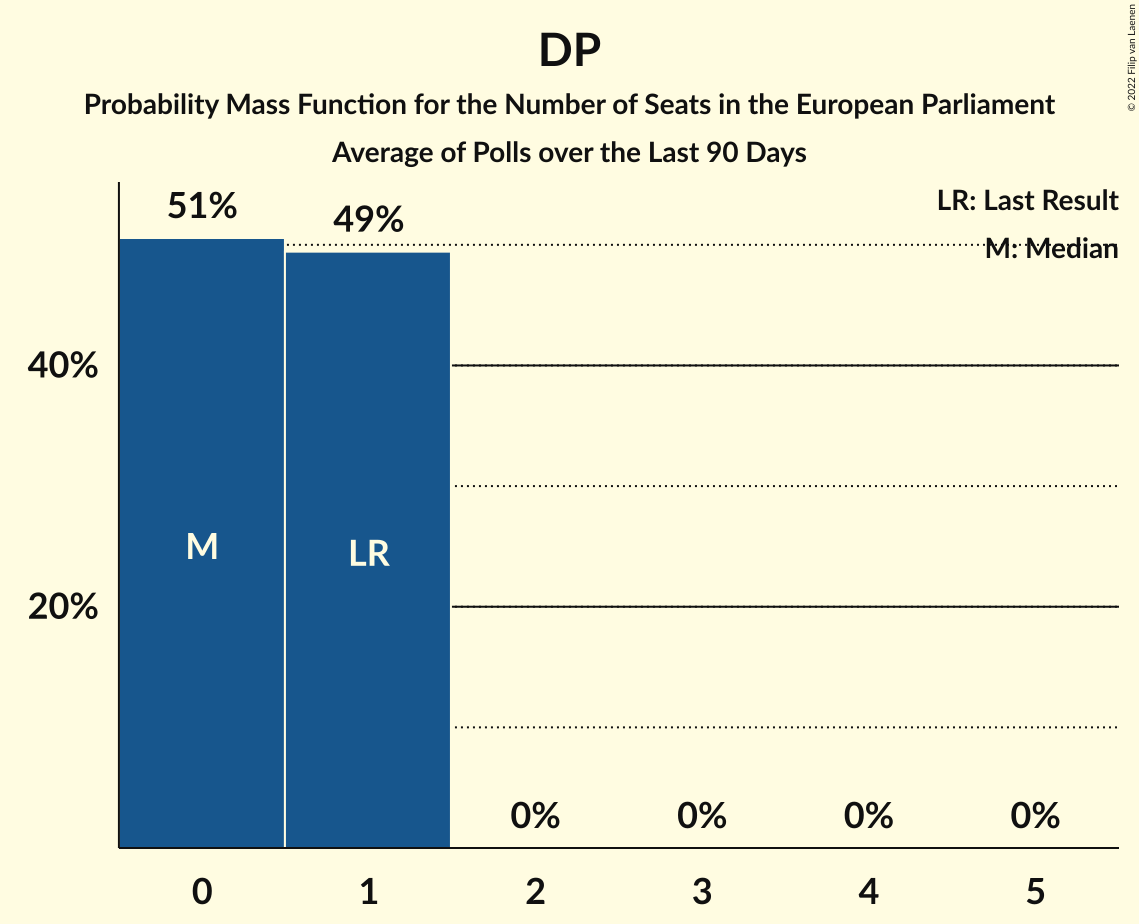 DP
Probability Mass Function for the Number of Seats in the European Parliament
Average of Polls over the Last 90 Days
© 2022 Filip van Laenen
LR: Last Result
M: Median
51%
49%
40%
20%
M
LR
0%
0%
0%
0%
0
1
2
3
4
5